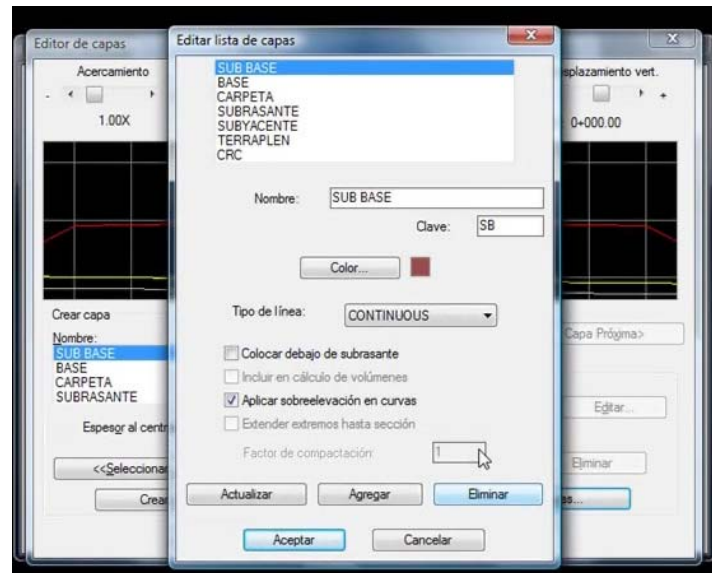 Editor de capas
Editar lista de capas
Acercamiento
- +
1.00X
0+000.00
SUB BASE
BASE
CARPETA
SUBRASANTE
SUBYACENTE
TERRAPLEN
CRC
Nombre: SUB BASE
Clave: SB
Color...
Tipo de línea: CONTINUOUS
Colocar debajo de subrasante
Incluir en cálculo de volúmenes
Aplicar sobreelevación en curvas
Extender extremos hasta sección
Factor de compactación: 1
Actualizar Agregar Eliminar
Aceptar Cancelar
Crear capa
Nombre:
SUB BASE
BASE
CARPETA
SUBRASANTE
Espesor al centr
<<Selecciona
Crea
splazamiento vert.
Capa Próxima>
Editar...
Eliminar
es...